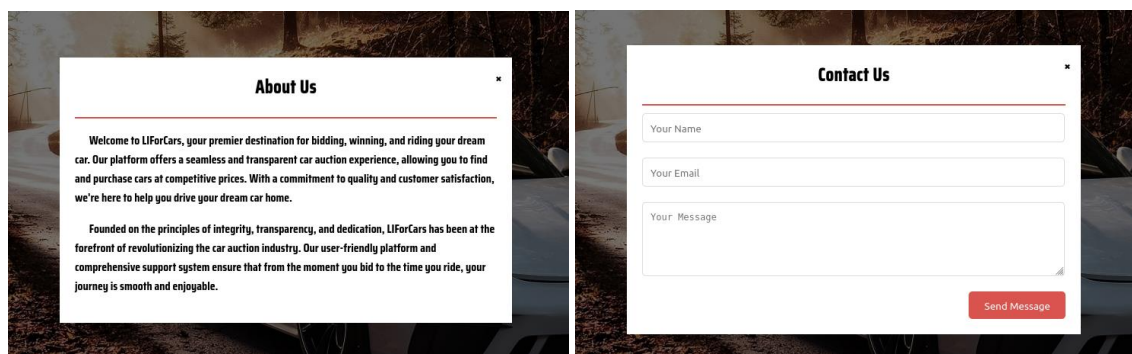 About Us
Welcome to LIForCars, your premier destination for bidding, winning, and riding your dream
car. Our platform offers a seamless and transparent car auction experience, allowing you to find
and purchase cars at competitive prices. With a commitment to quality and customer satisfaction,
we're here to help you drive your dream car home.
Founded on the principles of integrity, transparency, and dedication, LIForCars has been at the
forefront of revolutionizing the car auction industry. Our user-friendly platform and
comprehensive support system ensure that from the moment you bid to the time you ride, your
journey is smooth and enjoyable.
Contact Us
Your Name
Your Email
Your Message
Send Message